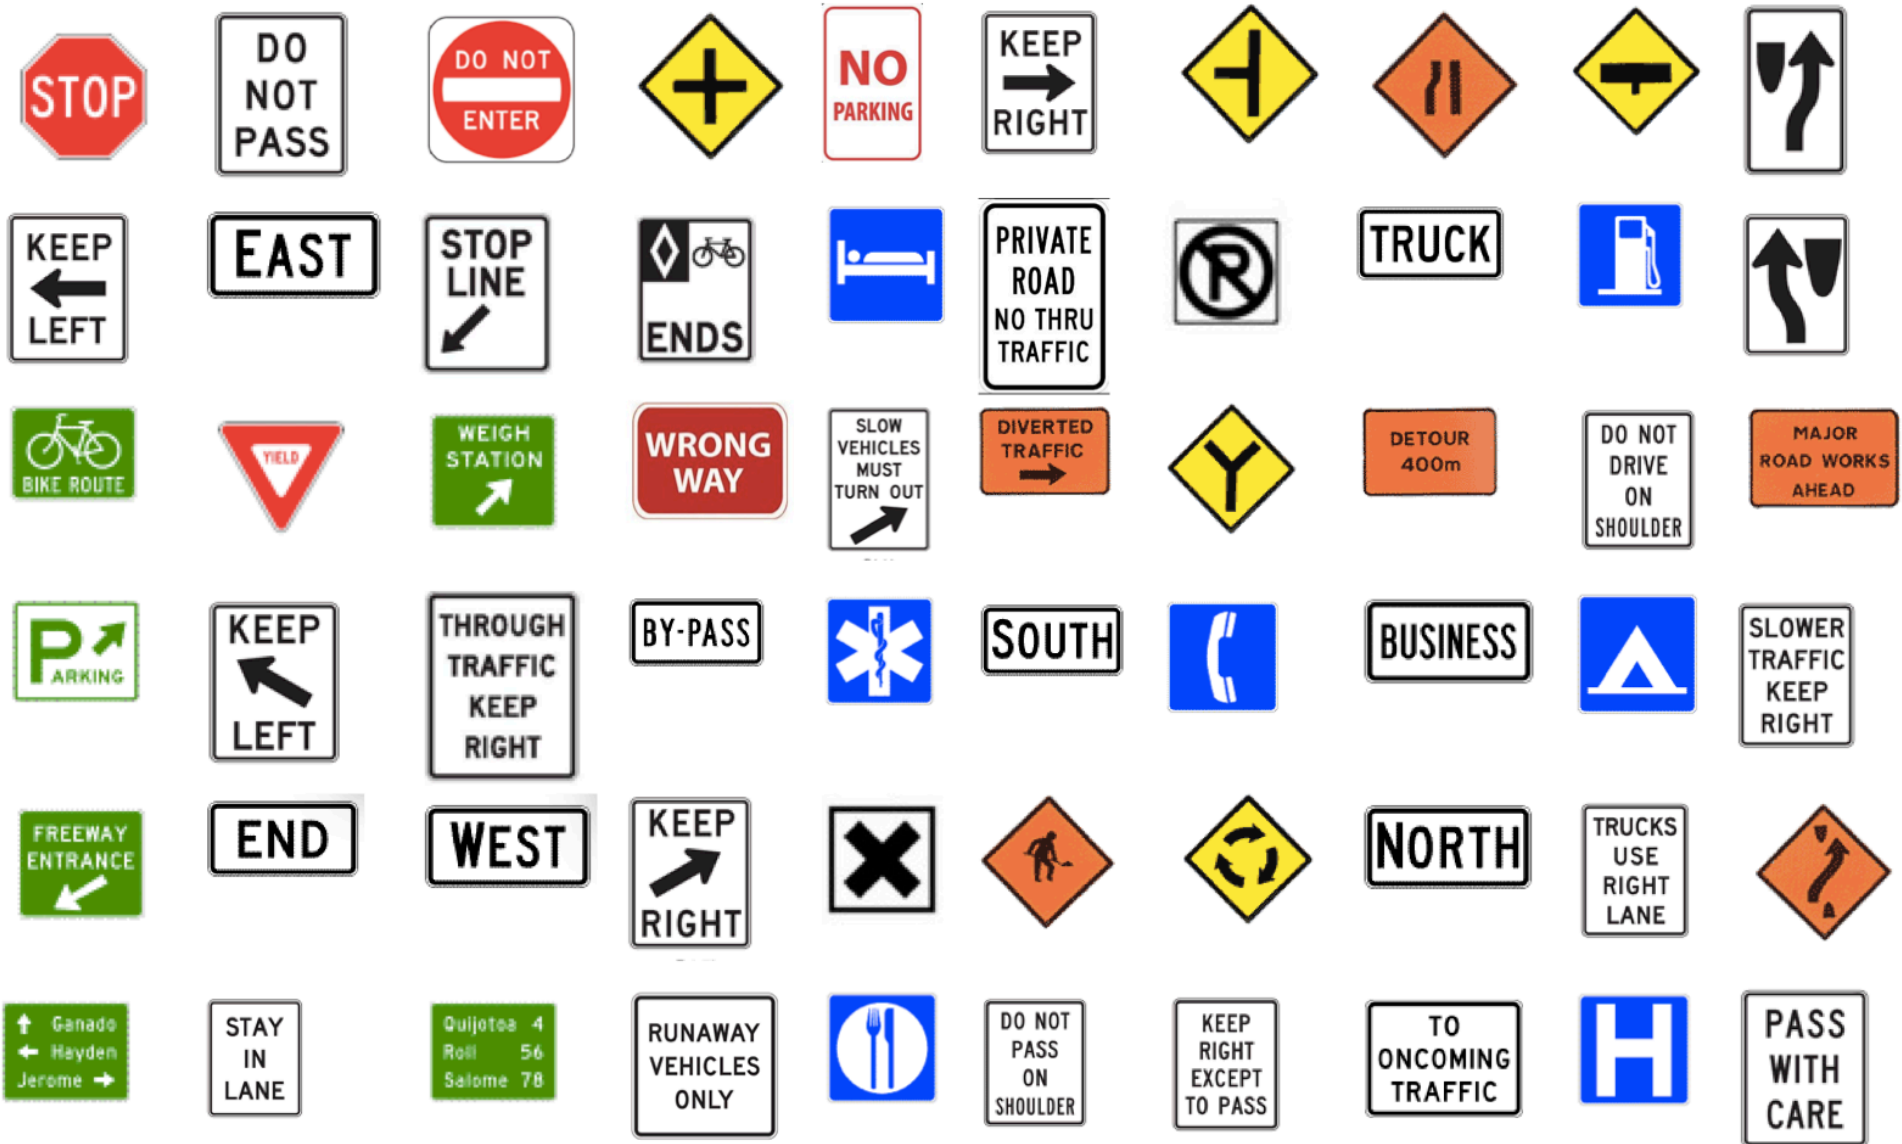 STOP
DO
NOT
PASS
DO NOT
ENTER
NO
PARKING
KEEP
RIGHT
KEEP
LEFT
EAST
STOP
LINE
ENDS
PRIVATE
ROAD
NO THRU
TRAFFIC
P
TRUCK
BIKE ROUTE
YIELD
WEIGH
STATION
WRONG
WAY
SLOW
VEHICLES
MUST
TURN OUT
DIVERTED
TRAFFIC
DETOUR
400m
DO NOT
DRIVE
ON
SHOULDER
MAJOR
ROAD WORKS
AHEAD
PARKING
KEEP
LEFT
THROUGH
TRAFFIC
KEEP
RIGHT
BY-PASS
SOUTH
BUSINESS
SLOWER
TRAFFIC
KEEP
RIGHT
FREEWAY
ENTRANCE
END
WEST
KEEP
RIGHT
NORTH
TRUCKS
USE
RIGHT
LANE
Ganado
Hayden
Jerome
STAY
IN
LANE
Quijotoa 4
Roll 56
Salome 78
RUNAWAY
VEHICLES
ONLY
DO NOT
PASS
ON
SHOULDER
KEEP
RIGHT
EXCEPT
TO PASS
TO
ONCOMING
TRAFFIC
H
PASS
WITH
CARE